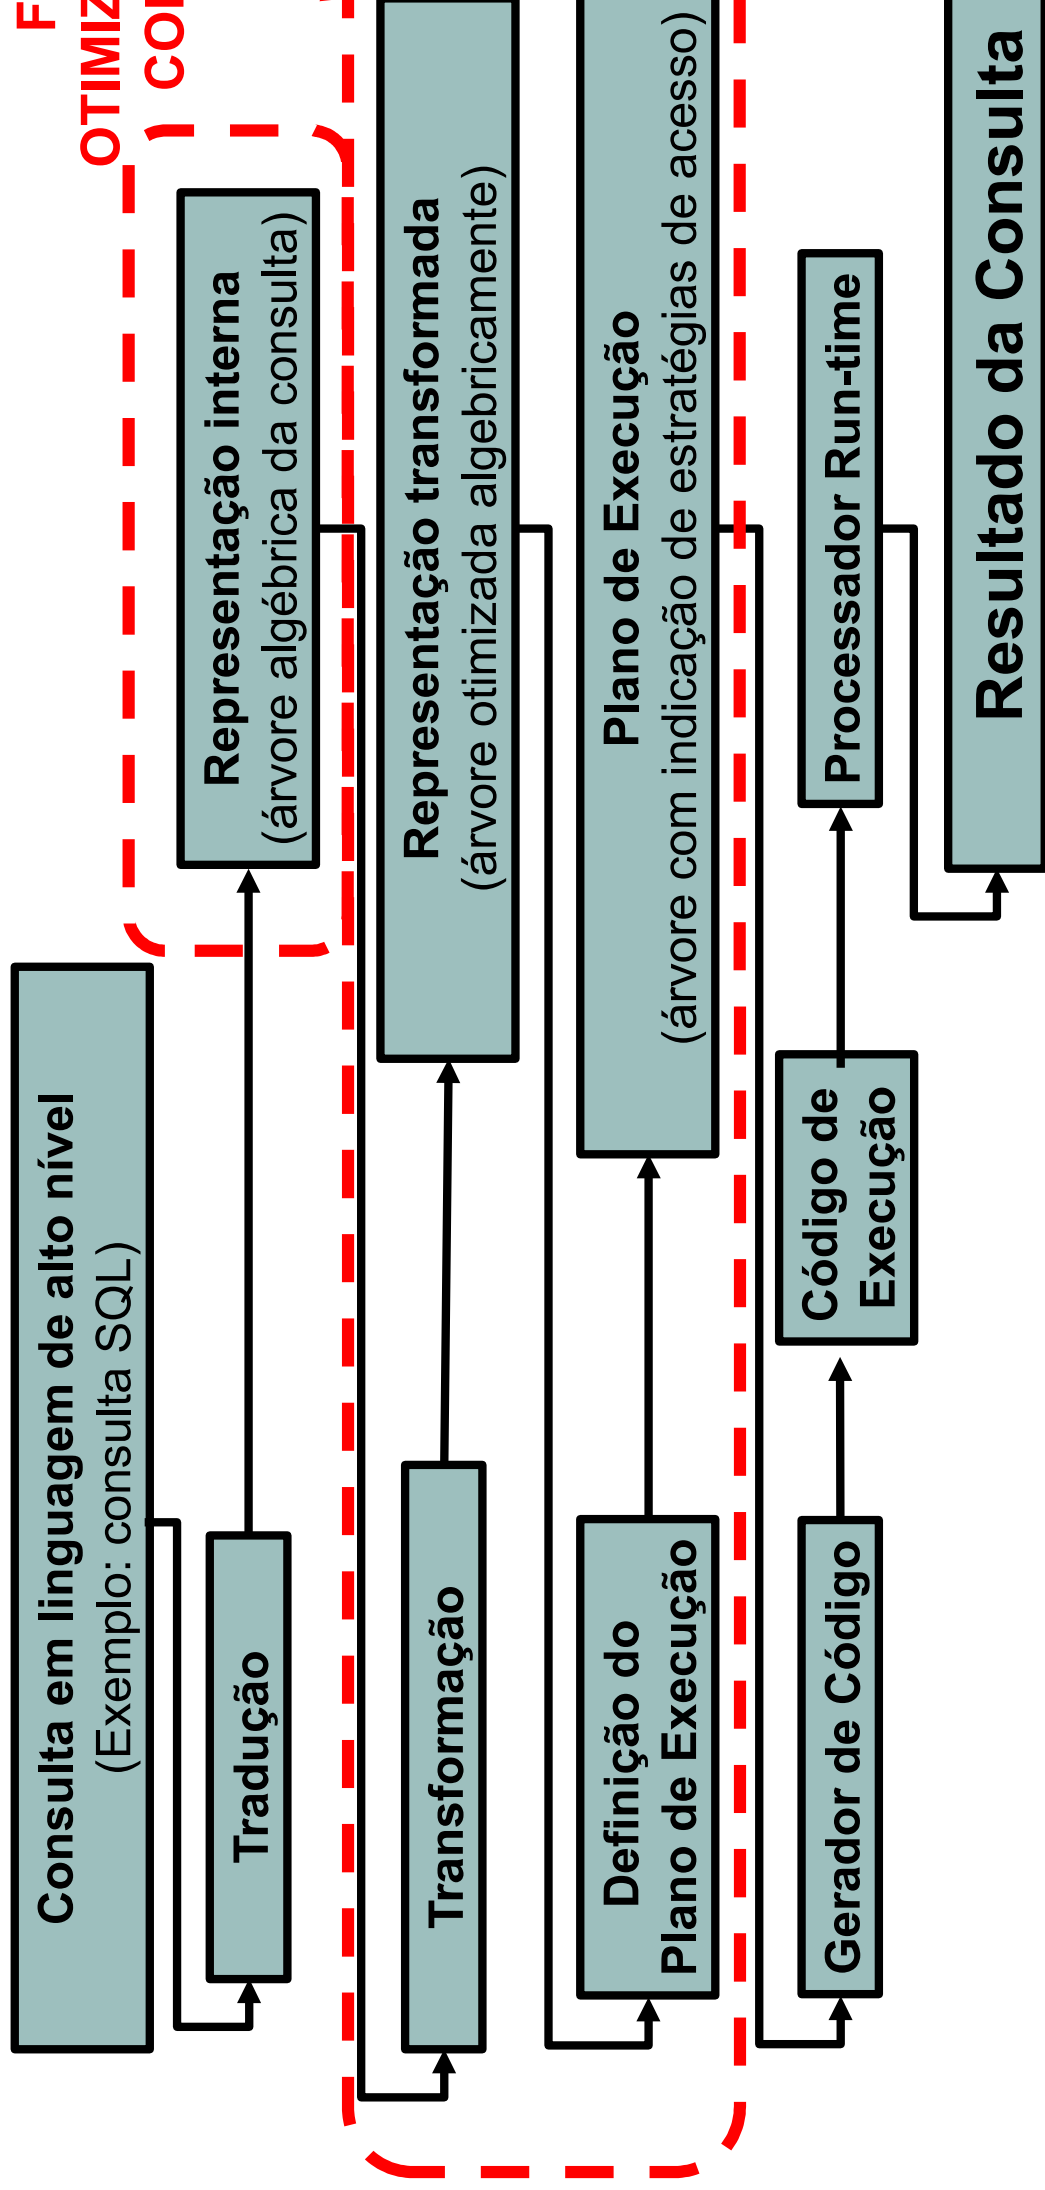 F
OTIMIZ
CO
Consulta em linguagem de alto nível
(Exemplo: consulta SQL)
Tradução
Representação interna
(árvore algébrica da consulta)
Transformação
Representação transformada
(árvore otimizada algebricamente)
Definição do
Plano de Execução
Plano de Execução
(árvore com indicação de estratégias de acesso)
Gerador de Código
Código de
Execução
Processador Run-time
Resultado da Consulta